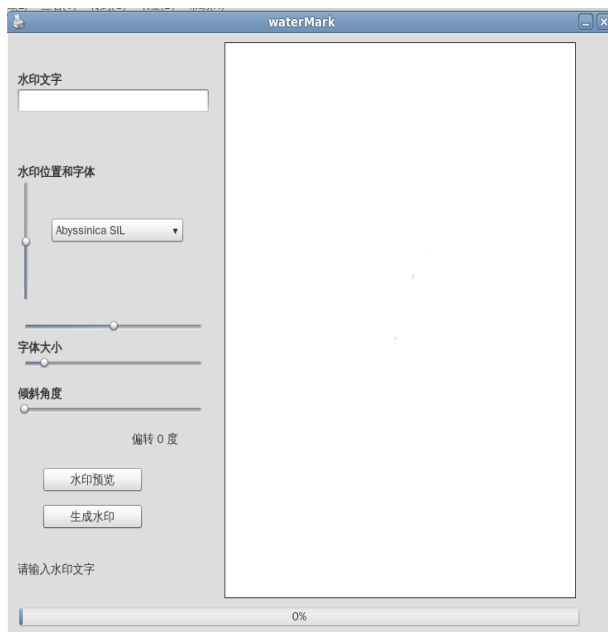 waterMark
水印文字
水印位置和字体
Abyssinica SIL
字体大小
倾斜角度
偏转 0 度
水印预览
生成水印
请输入水印文字
0%